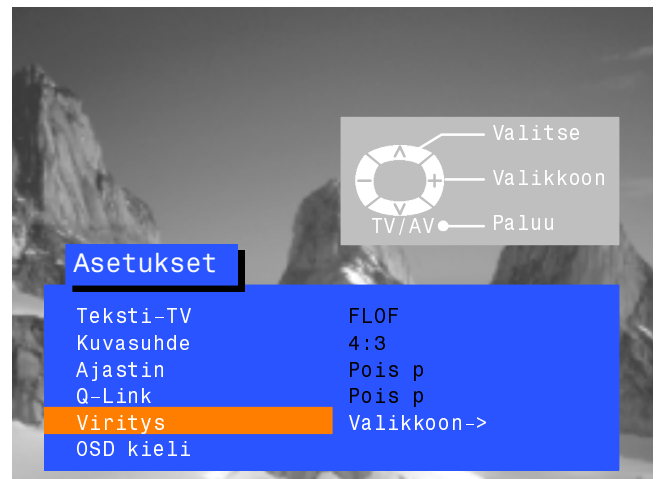 Valitse
Valikkoon
TV/AV Paluu
Asetukset
Teksti-TV FLOF
Kuvasuhde 4:3
Ajastin Pois p
Q-Link Pois p
Viritys Valikkoon->
OSD kieli